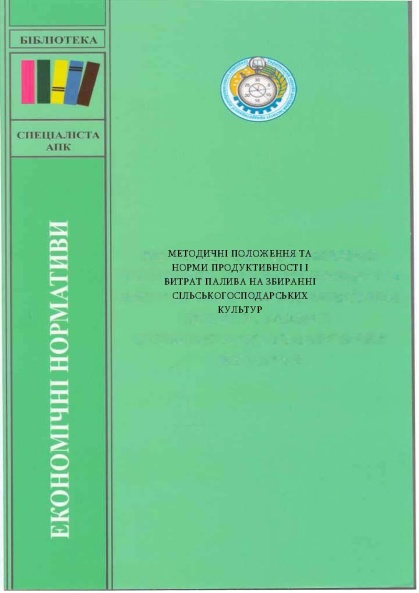 БІБЛІОТЕКА
СПЕЦІАЛІСТА
АПК
ЕКОНОМІЧНІ НОРМАТИВИ
МЕТОДИЧНІ ПОЛОЖЕННЯ ТА
НОРМИ ПРОДУКТИВНОСТІ І
ВИТРАТ ПАЛИВА НА ЗБИРАННІ
СІЛЬСЬКОГОСПОДАРСЬКИХ
КУЛЬТУР